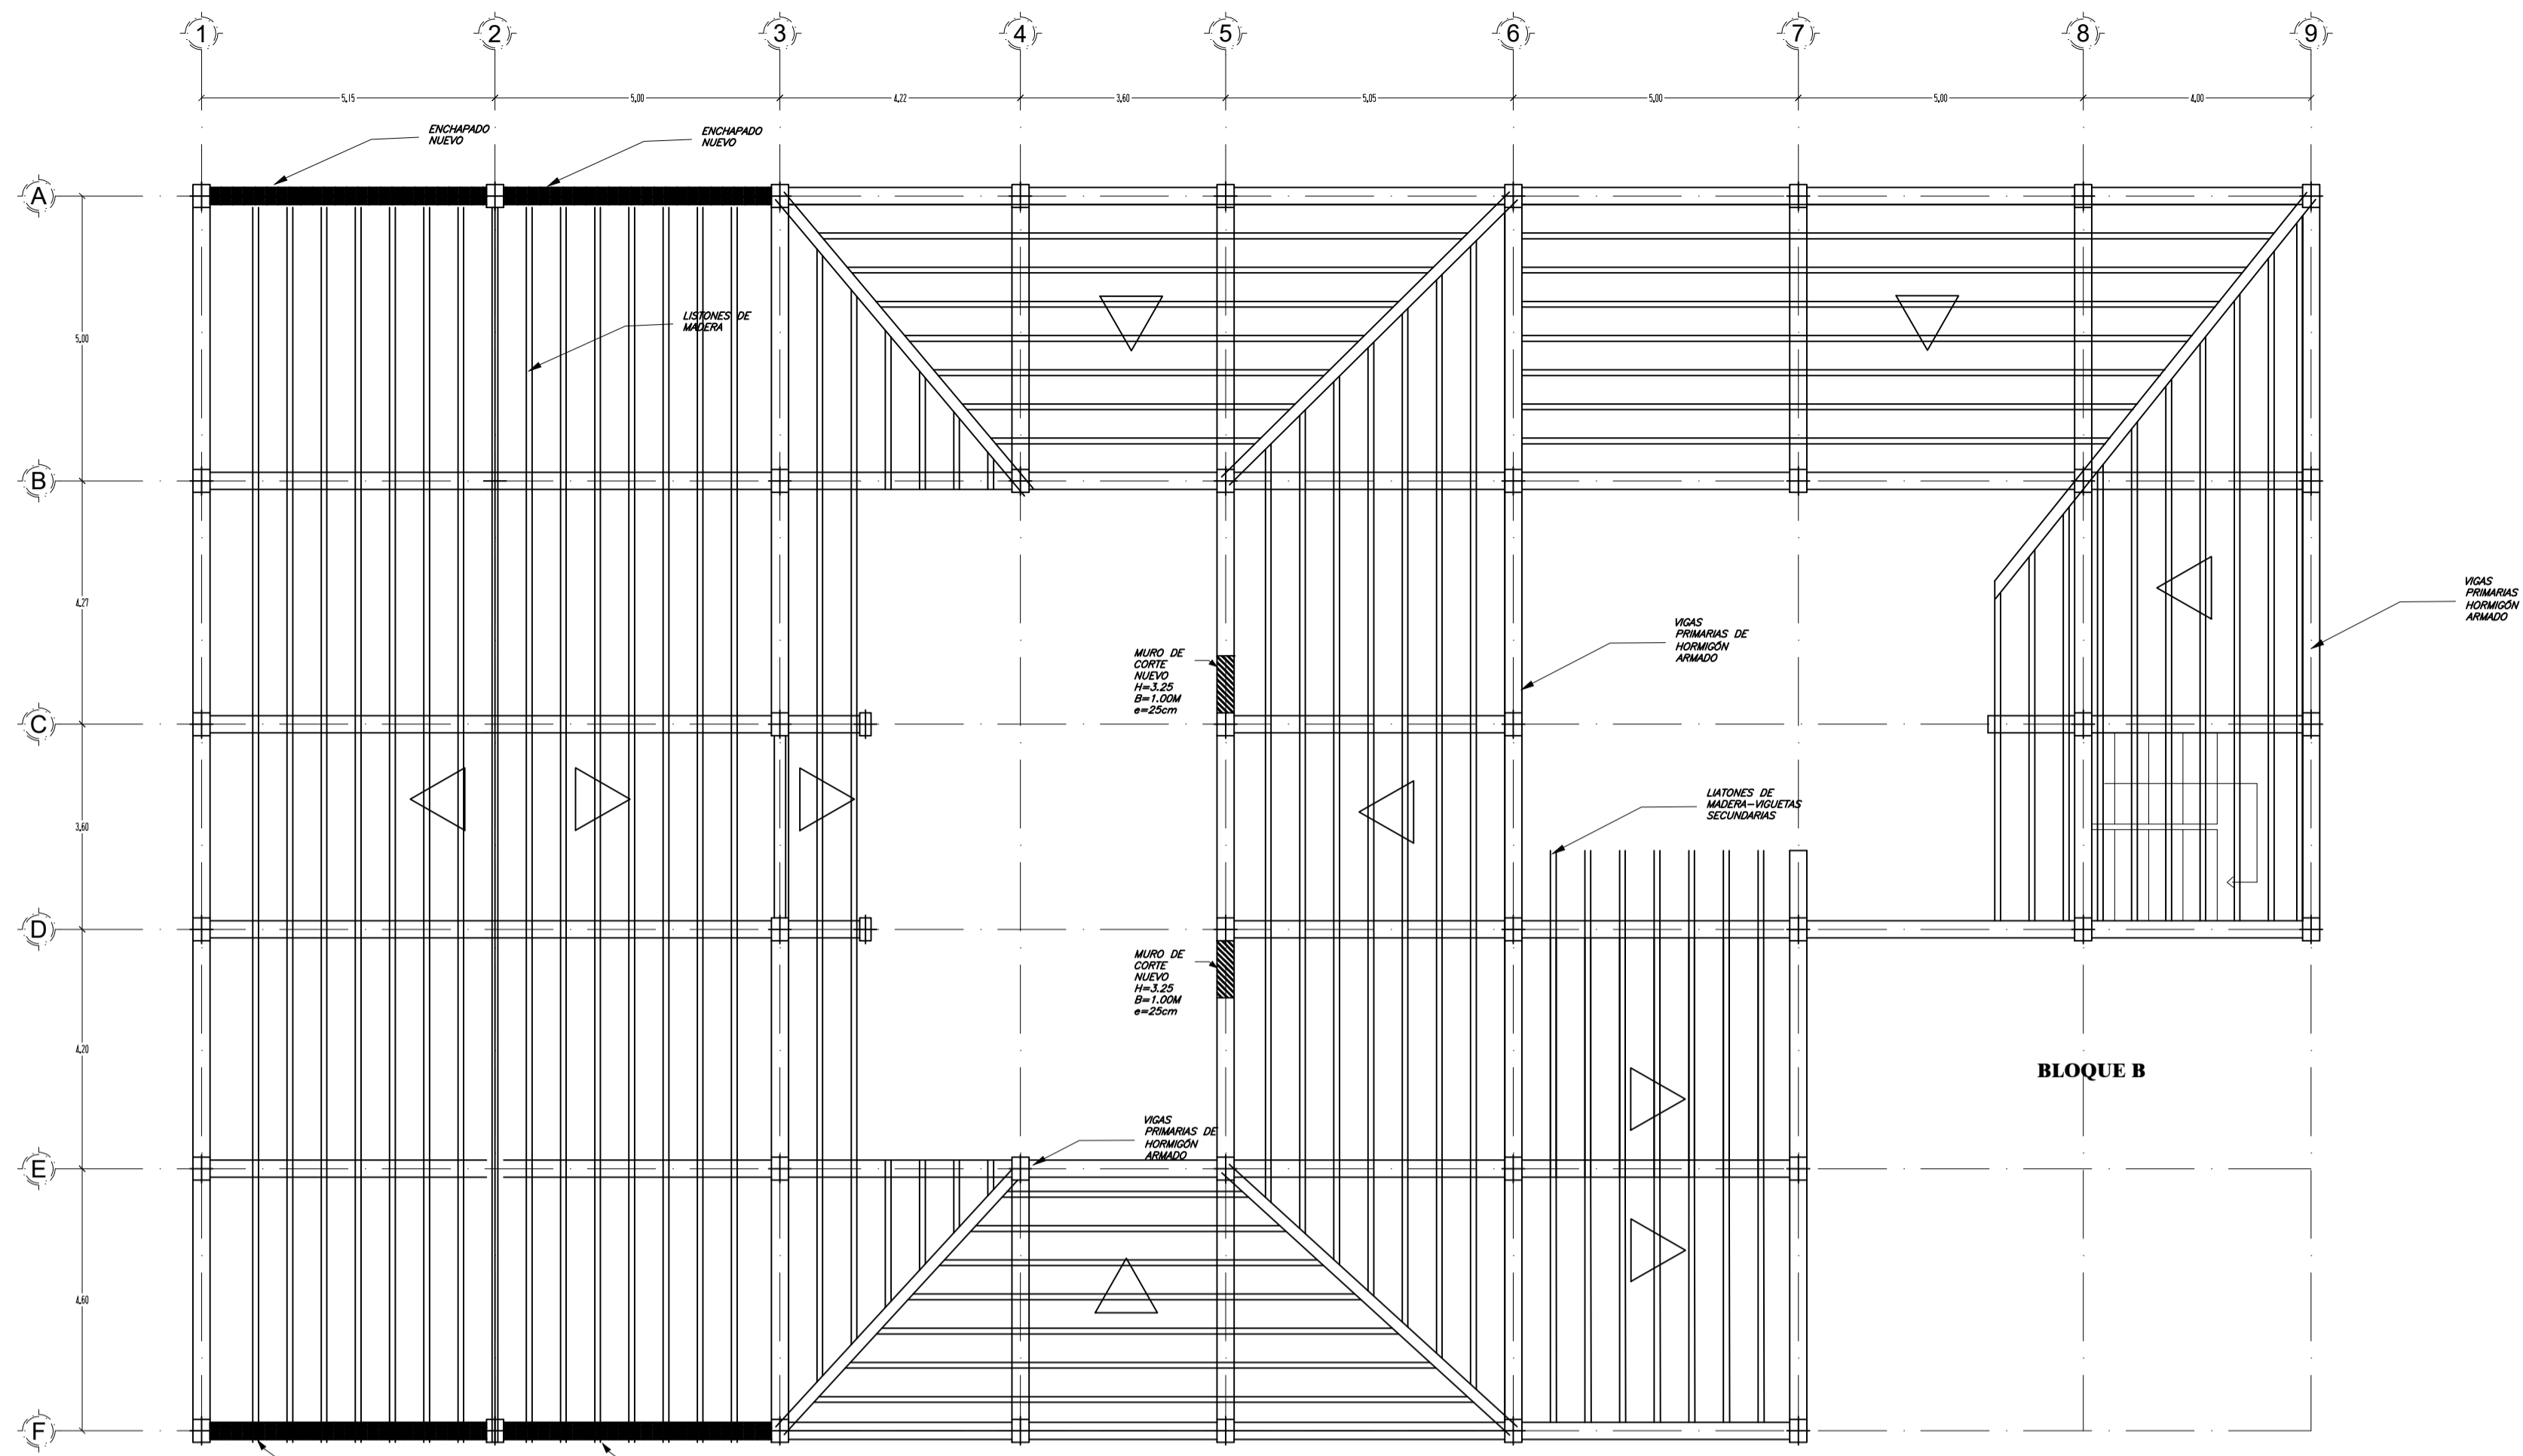 1 2 3 4 5 6 7 8 9
5,15 5,00 4,22 3,60 5,05 5,00 5,00 4,00
ENCHAPADO
NUEVO
ENCHAPADO
NUEVO
A
5,00
LISTONES DE
MADERA
B
4,27
VIGAS
PRIMARIAS
HORMIGÓN
ARMADO
VIGAS
PRIMARIAS DE
HORMIGÓN
ARMADO
MURO DE
CORTE
NUEVO
H=3.25
B=1.00M
e=25cm
C
3,60
LIATONES DE
MADERA-VIGUETAS
SECUNDARIAS
D
MURO DE
CORTE
NUEVO
H=3.25
B=1.00M
e=25cm
4,20
BLOQUE B
VIGAS
PRIMARIAS DE
HORMIGÓN
ARMADO
E
4,60
F